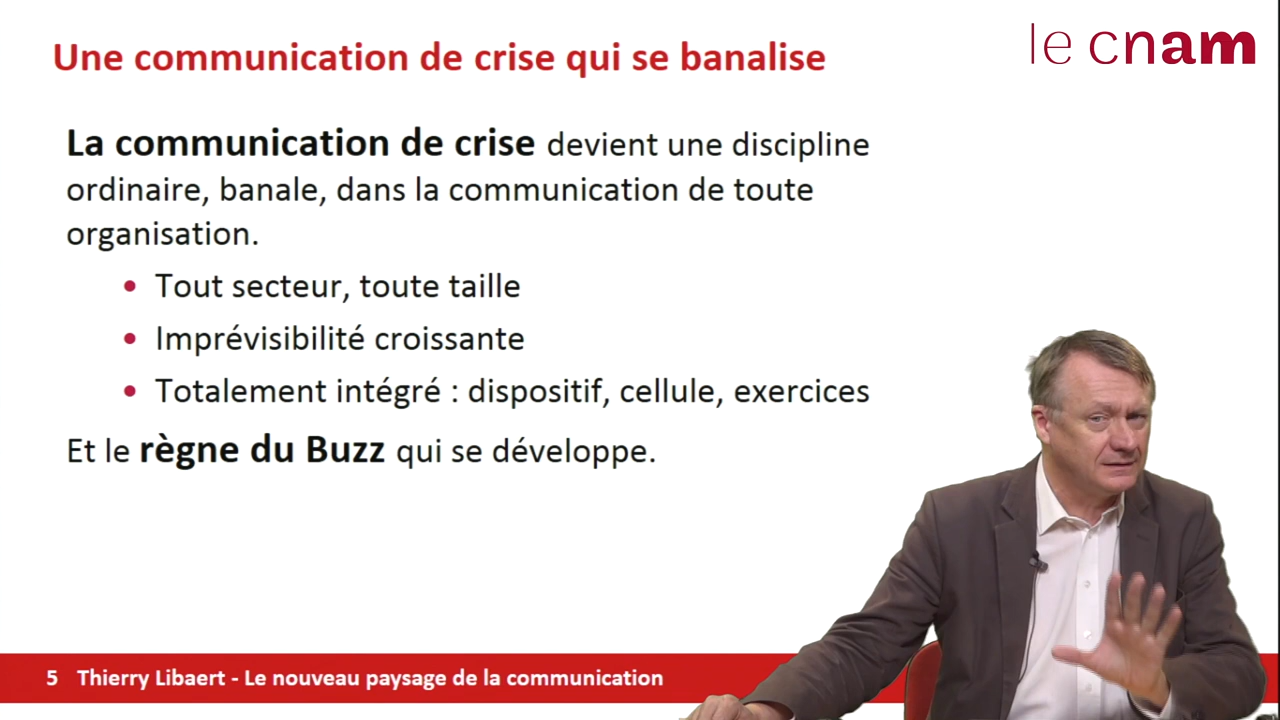 Une communication de crise qui se banalise
le cnam
La communication de crise devient une discipline
ordinaire, banale, dans la communication de toute
organisation.
• Tout secteur, toute taille
• Imprévisibilité croissante
• Totalement intégré : dispositif, cellule, exercices
Et le règne du Buzz qui se développe.
5 Thierry Libaert - Le nouveau paysage de la communication